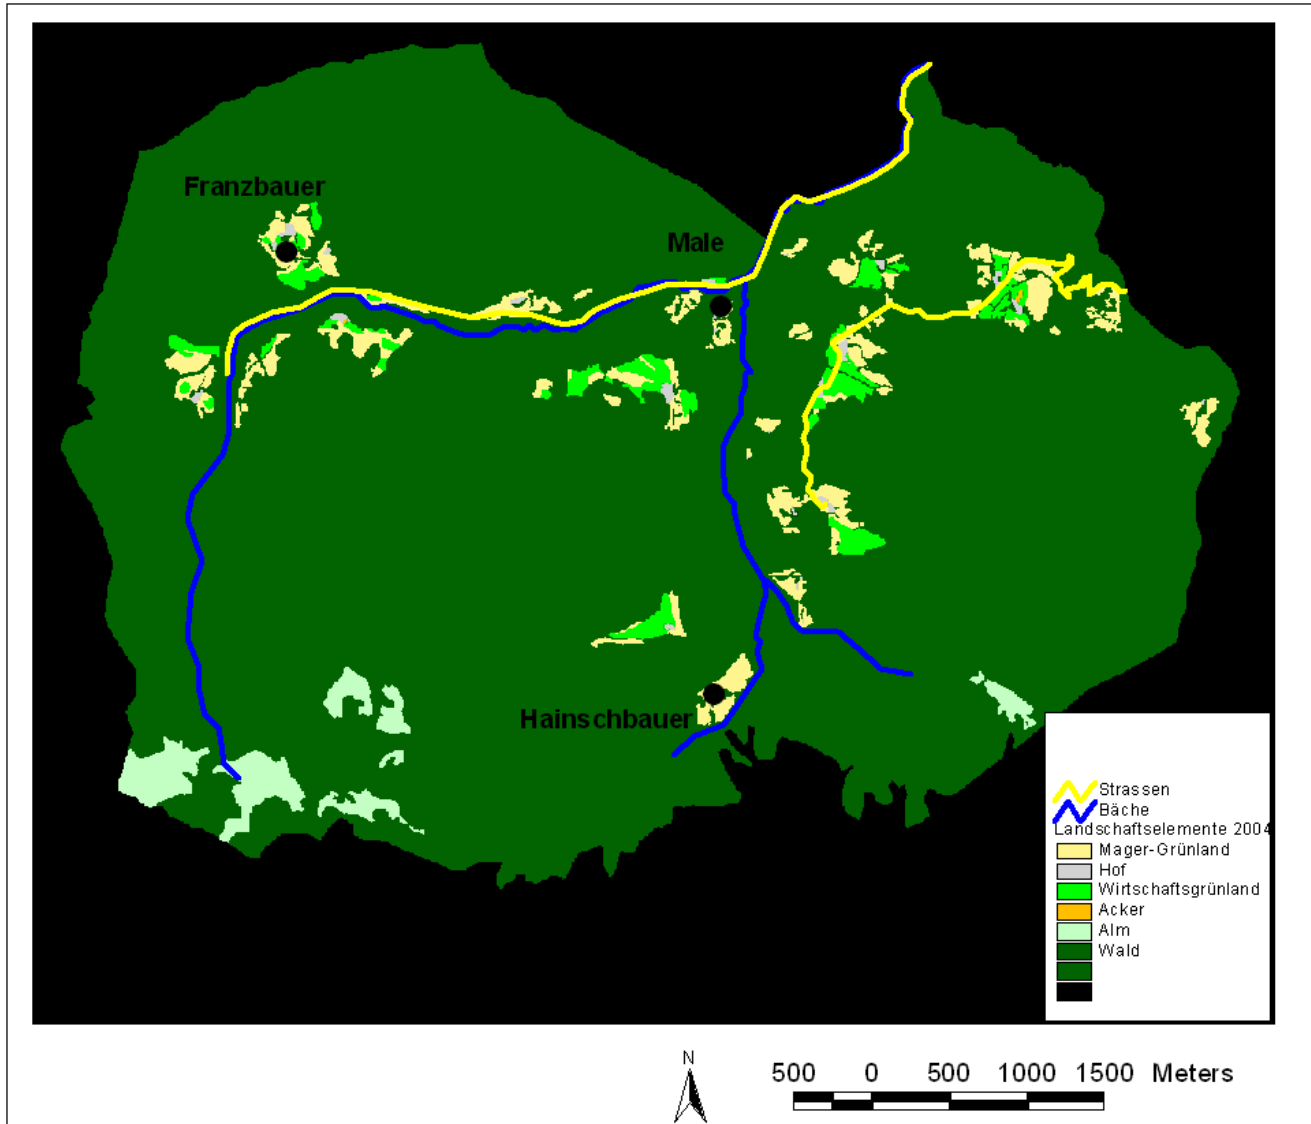 Franzbauer
Male
Hainschbauer
Strassen
Bäche
Landschaftselemente 2004
Mager-Grünland
Hof
Wirtschaftsgrünland
Acker
Alm
Wald
N
500 0 500 1000 1500 Meters